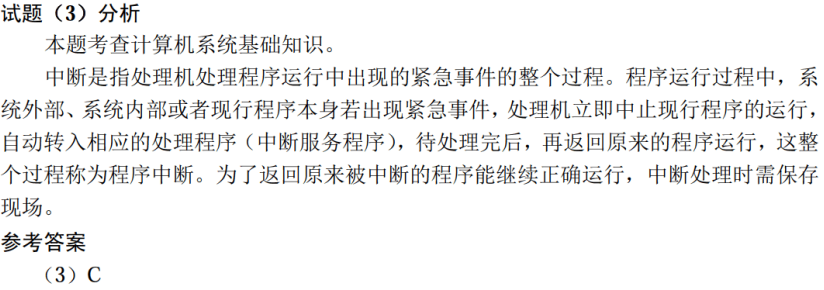 试题（3）分析
本题考查计算机系统基础知识。
中断是指处理机处理程序运行中出现的紧急事件的整个过程。程序运行过程中，系
统外部、系统内部或者现行程序本身若出现紧急事件，处理机立即中止现行程序的运行，
自动转入相应的处理程序（中断服务程序），待处理完后，再返回原来的程序运行，这整
个过程称为程序中断。为了返回原来被中断的程序能继续正确运行，中断处理时需保存
现场。
参考答案
（3）C